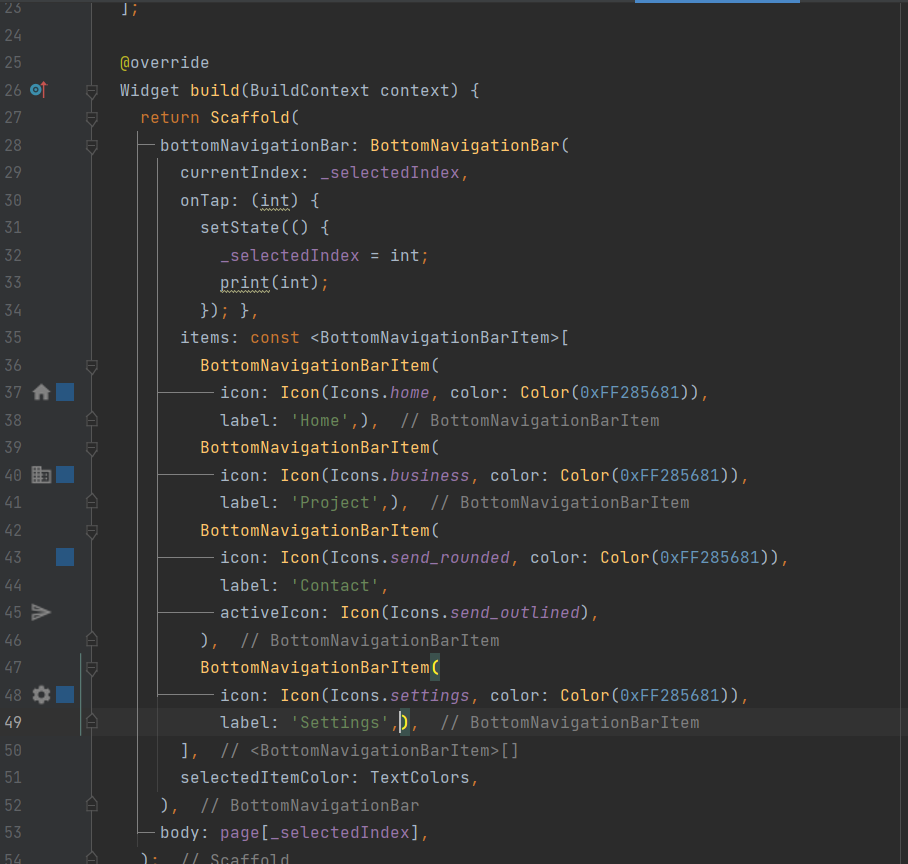 23 ];
24
25 @override
26 Widget build(BuildContext context) {
27 return Scaffold(
28 bottomNavigationBar: BottomNavigationBar(
29 currentIndex: _selectedIndex,
30 onTap: (int) {
31 setState(() {
32 _selectedIndex = int;
33 print(int);
34 }); },
35 items: const <BottomNavigationBarItem>[
36 BottomNavigationBarItem(
37 icon: Icon(Icons.home, color: Color(0xFF285681)),
38 label: 'Home',), // BottomNavigationBarItem
39 BottomNavigationBarItem(
40 icon: Icon(Icons.business, color: Color(0xFF285681)),
41 label: 'Project',), // BottomNavigationBarItem
42 BottomNavigationBarItem(
43 icon: Icon(Icons.send_rounded, color: Color(0xFF285681)),
44 label: 'Contact',
45 activeIcon: Icon(Icons.send_outlined),
46 ), // BottomNavigationBarItem
47 BottomNavigationBarItem(
48 icon: Icon(Icons.settings, color: Color(0xFF285681)),
49 label: 'Settings',), // BottomNavigationBarItem
50 ], // <BottomNavigationBarItem>[]
51 selectedItemColor: TextColors,
52 ), // BottomNavigationBar
53 body: page[_selectedIndex],
54 ); // Scaffold